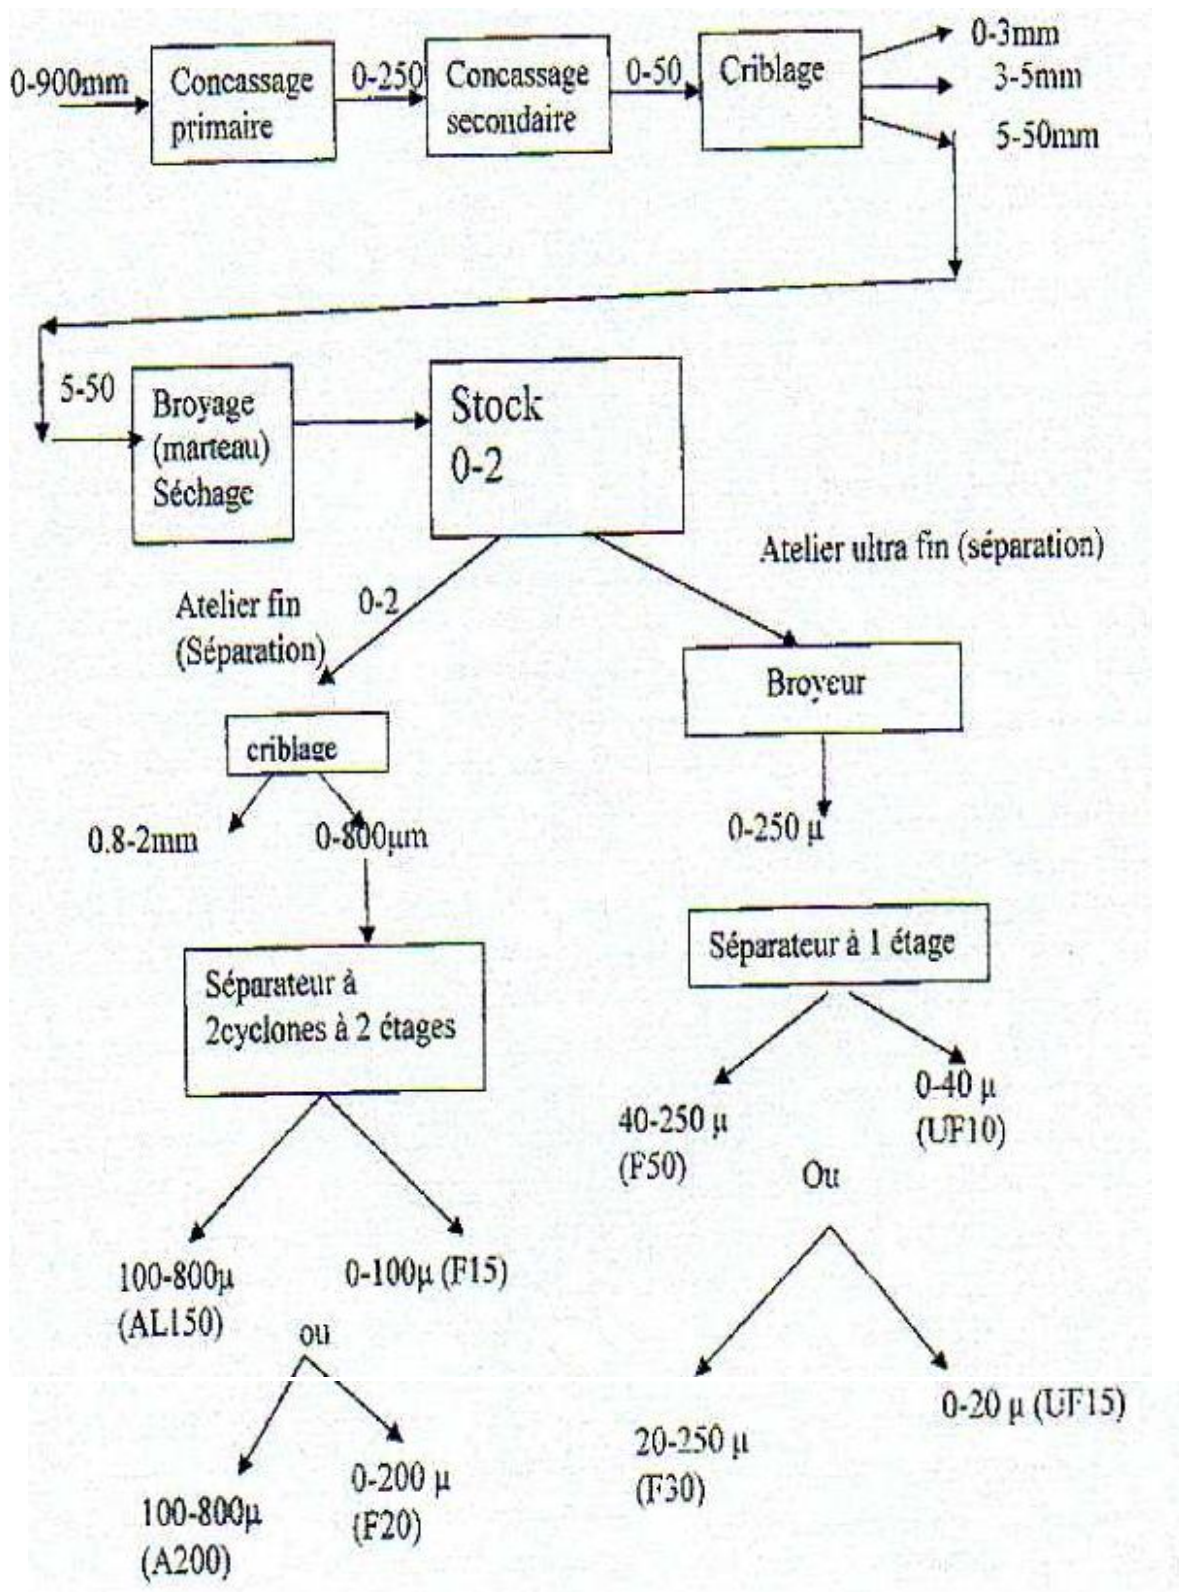 0-900mm
Concassage
primaire
0-250
Concassage
secondaire
0-50
Criblage
0-3mm
3-5mm
5-50mm
5-50
Broyage
(marteau)
Séchage
Stock
0-2
Atelier fin
(Séparation)
0-2
Atelier ultra fin (séparation)
criblage
Broyeur
0.8-2mm
0-800µm
0-250 µ
Séparateur à
2cyclones à 2 étages
Séparateur à 1 étage
40-250 µ
(F50)
0-40 µ
(UF10)
Ou
100-800µ
(AL150)
0-100µ (F15)
ou
20-250 µ
(F30)
0-20 µ (UF15)
100-800µ
(A200)
0-200 µ
(F20)